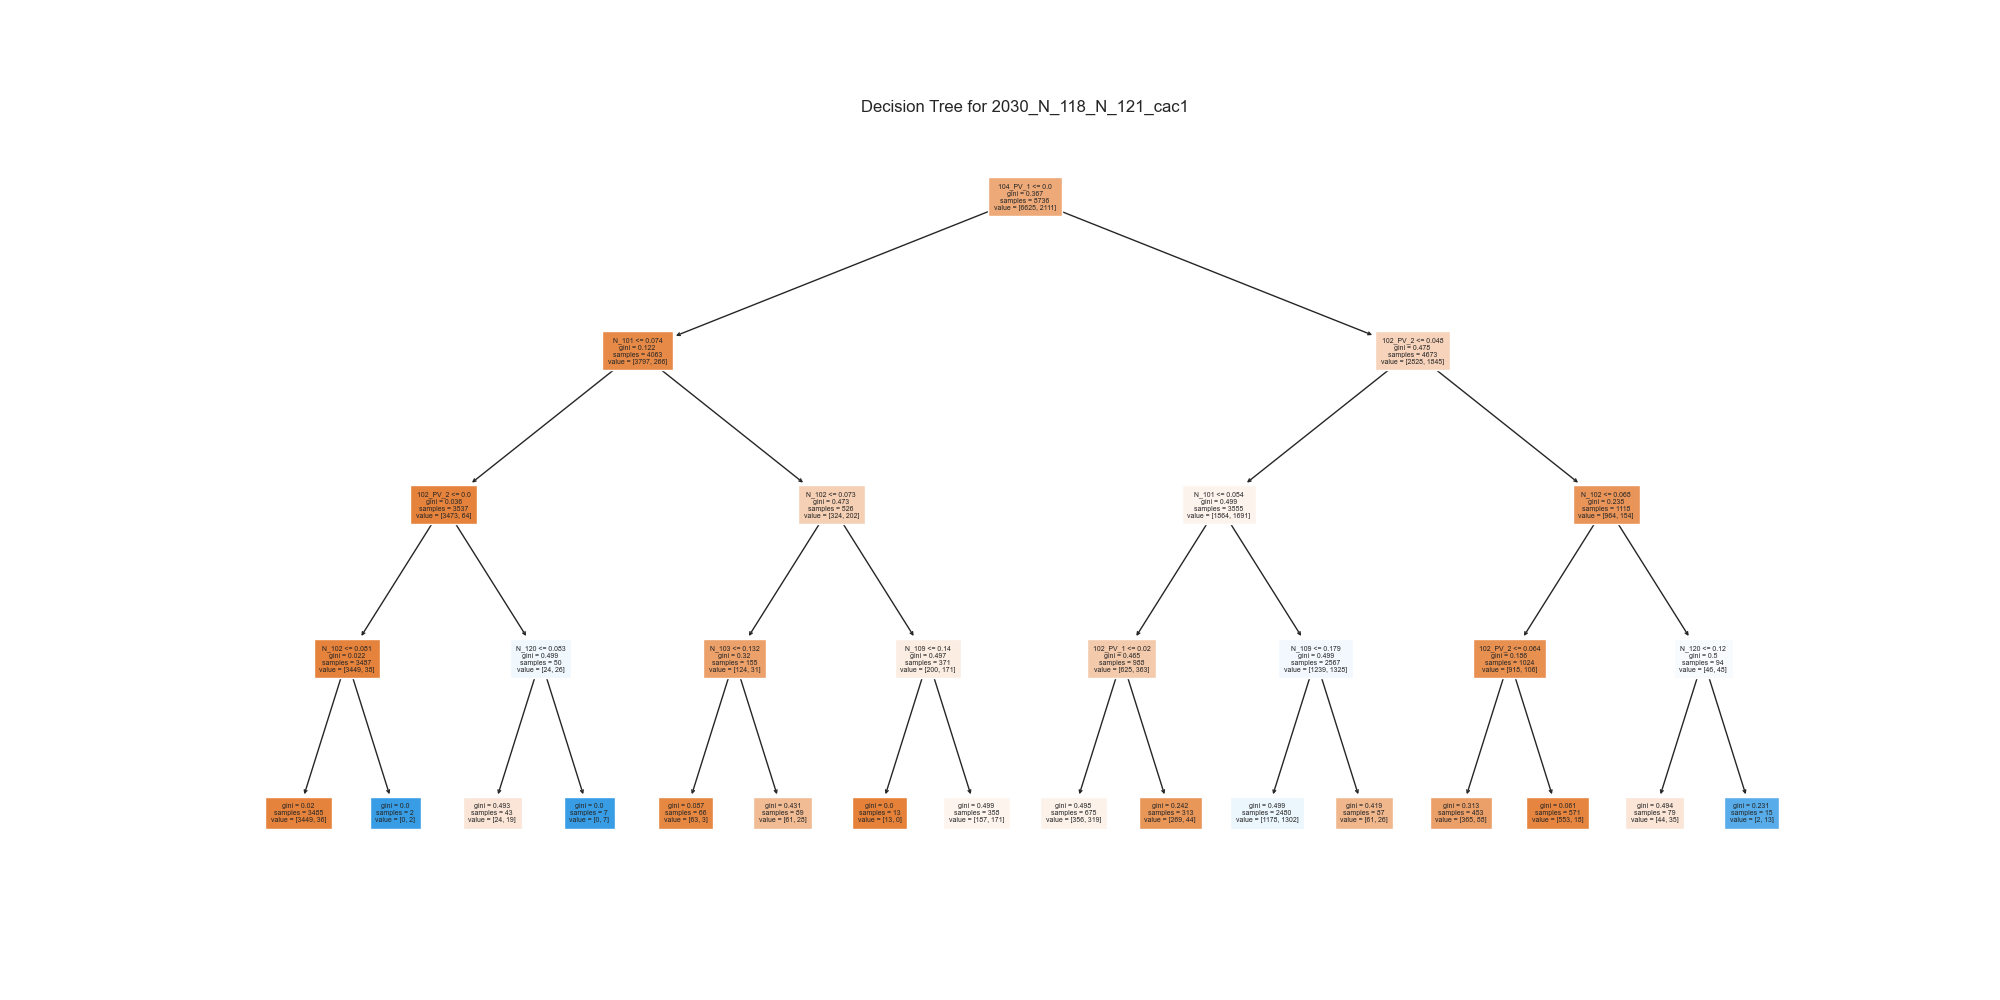 Decision Tree for 2030_N_118_N_121_cac1
104_PV_1 <= 0.0
gini = 0.367
samples = 8736
value = [6625, 2111]
N_101 <= 0.074
gini = 0.122
samples = 4063
value = [3797, 266]
102_PV_2 <= 0.048
gini = 0.478
samples = 4673
value = [2828, 1845]
102_PV_2 <= 0.0
gini = 0.036
samples = 3537
value = [3473, 64]
N_102 <= 0.073
gini = 0.473
samples = 526
value = [324, 202]
N_101 <= 0.054
gini = 0.499
samples = 3555
value = [1864, 1691]
N_102 <= 0.068
gini = 0.238
samples = 1118
value = [964, 154]
N_102 <= 0.081
gini = 0.022
samples = 3487
value = [3449, 38]
N_120 <= 0.083
gini = 0.499
samples = 50
value = [24, 26]
N_103 <= 0.132
gini = 0.32
samples = 155
value = [124, 31]
N_109 <= 0.14
gini = 0.497
samples = 371
value = [200, 171]
102_PV_1 <= 0.02
gini = 0.465
samples = 988
value = [625, 363]
N_109 <= 0.179
gini = 0.499
samples = 2567
value = [1239, 1328]
102_PV_2 <= 0.064
gini = 0.186
samples = 1024
value = [918, 106]
N_120 <= 0.12
gini = 0.5
samples = 94
value = [46, 48]
gini = 0.02
samples = 3485
value = [3449, 36]
gini = 0.0
samples = 2
value = [0, 2]
gini = 0.493
samples = 43
value = [24, 19]
gini = 0.0
samples = 7
value = [0, 7]
gini = 0.087
samples = 66
value = [63, 3]
gini = 0.431
samples = 89
value = [61, 28]
gini = 0.0
samples = 13
value = [13, 0]
gini = 0.499
samples = 358
value = [187, 171]
gini = 0.498
samples = 675
value = [356, 319]
gini = 0.242
samples = 313
value = [269, 44]
gini = 0.499
samples = 2480
value = [1178, 1302]
gini = 0.419
samples = 87
value = [61, 26]
gini = 0.313
samples = 453
value = [365, 88]
gini = 0.061
samples = 571
value = [553, 18]
gini = 0.494
samples = 79
value = [44, 35]
gini = 0.231
samples = 15
value = [2, 13]